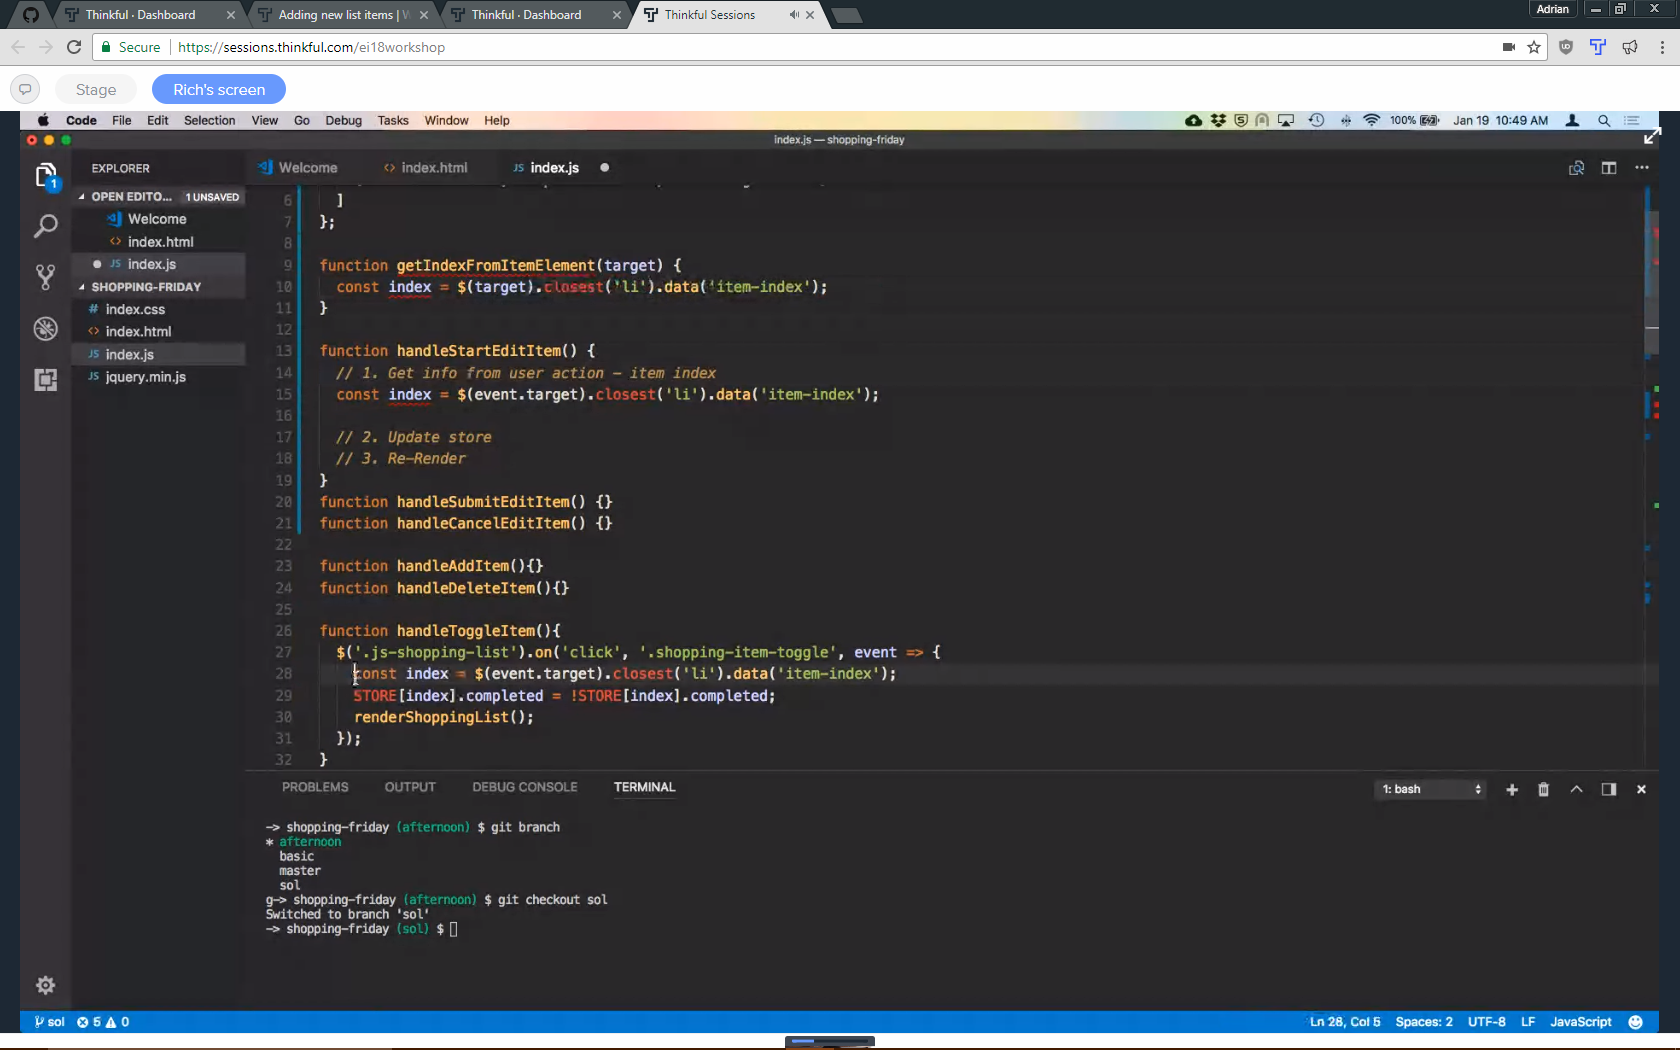 Thinkful · Dashboard
Adding new list items | W
Thinkful · Dashboard
Thinkful Sessions
Adrian
Secure
https://sessions.thinkful.com/ei18workshop
Stage
Rich's screen
Code File Edit Selection View Go Debug Tasks Window Help
100%
Jan 19 10:49 AM
index.js — shopping-friday
EXPLORER
Welcome
index.html
JS index.js
OPEN EDITO... 1 UNSAVED
Welcome
index.html
JS index.js
SHOPPING-FRIDAY
# index.css
index.html
JS index.js
JS jquery.min.js
1
6 ]
7 };
8
9 function getIndexFromItemElement(target) {
10 const index = $(target).closest('li').data('item-index');
11 }
12
13 function handleStartEditItem() {
14 // 1. Get info from user action – item index
15 const index = $(event.target).closest('li').data('item-index');
16
17 // 2. Update store
18 // 3. Re-Render
19 }
20 function handleSubmitEditItem() {}
21 function handleCancelEditItem() {}
22
23 function handleAddItem(){}
24 function handleDeleteItem(){}
25
26 function handleToggleItem(){
27 $('.js-shopping-list').on('click', '.shopping-item-toggle', event => {
28 const index = $(event.target).closest('li').data('item-index');
29 STORE[index].completed = !STORE[index].completed;
30 renderShoppingList();
31 });
32 }
PROBLEMS OUTPUT DEBUG CONSOLE TERMINAL
1: bash
-> shopping-friday (afternoon) $ git branch
* afternoon
basic
master
sol
g-> shopping-friday (afternoon) $ git checkout sol
Switched to branch 'sol'
-> shopping-friday (sol) $
sol 5 0
Ln 28, Col 5 Spaces: 2 UTF-8 LF JavaScript